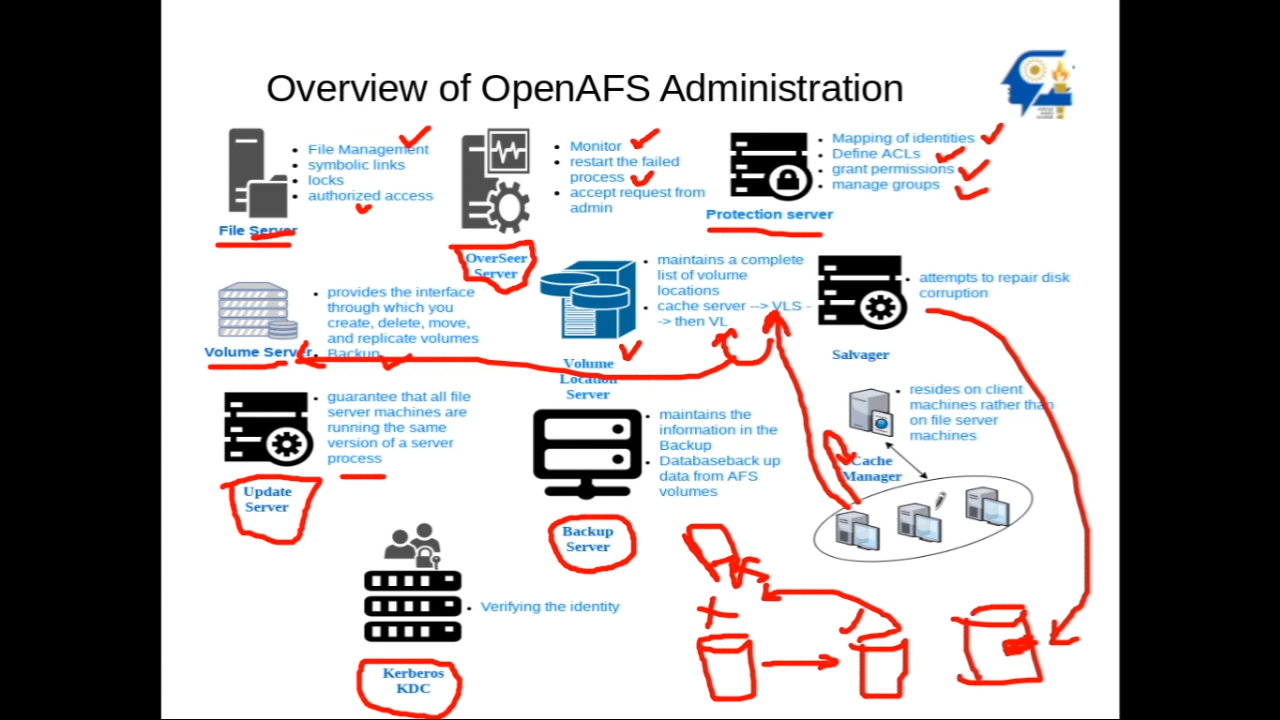 Overview of OpenAFS Administration
File Management
symbolic links
locks
authorized access
File Server
Monitor
restart the failed
process
accept request from
admin
OverSeer
Server
Mapping of identities
Define ACLs
grant permissions
manage groups
Protection server
provides the interface
through which you
create, delete, move,
and replicate volumes
Backup
Volume Server
maintains a complete
list of volume
locations
cache server --> VLS -
-> then VL
Volume
Location
Server
attempts to repair disk
corruption
Salvager
guarantee that all file
server machines are
running the same
version of a server
process
Update
Server
maintains the
information in the
Backup
Databaseback up
data from AFS
volumes
Backup
Server
resides on client
machines rather than
on file server
machines
Cache
Manager
Verifying the identity
Kerberos
KDC